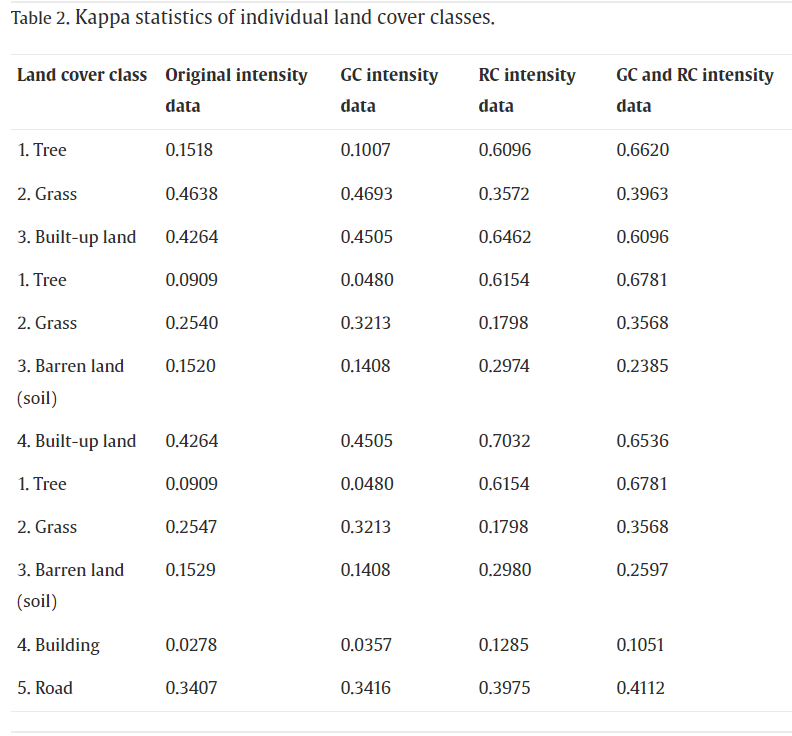 Table 2. Kappa statistics of individual land cover classes.
Land cover class Original intensity data GC intensity data RC intensity data GC and RC intensity data
1. Tree 0.1518 0.1007 0.6096 0.6620
2. Grass 0.4638 0.4693 0.3572 0.3963
3. Built-up land 0.4264 0.4505 0.6462 0.6096
1. Tree 0.0909 0.0480 0.6154 0.6781
2. Grass 0.2540 0.3213 0.1798 0.3568
3. Barren land (soil) 0.1520 0.1408 0.2974 0.2385
4. Built-up land 0.4264 0.4505 0.7032 0.6536
1. Tree 0.0909 0.0480 0.6154 0.6781
2. Grass 0.2547 0.3213 0.1798 0.3568
3. Barren land (soil) 0.1529 0.1408 0.2980 0.2597
4. Building 0.0278 0.0357 0.1285 0.1051
5. Road 0.3407 0.3416 0.3975 0.4112